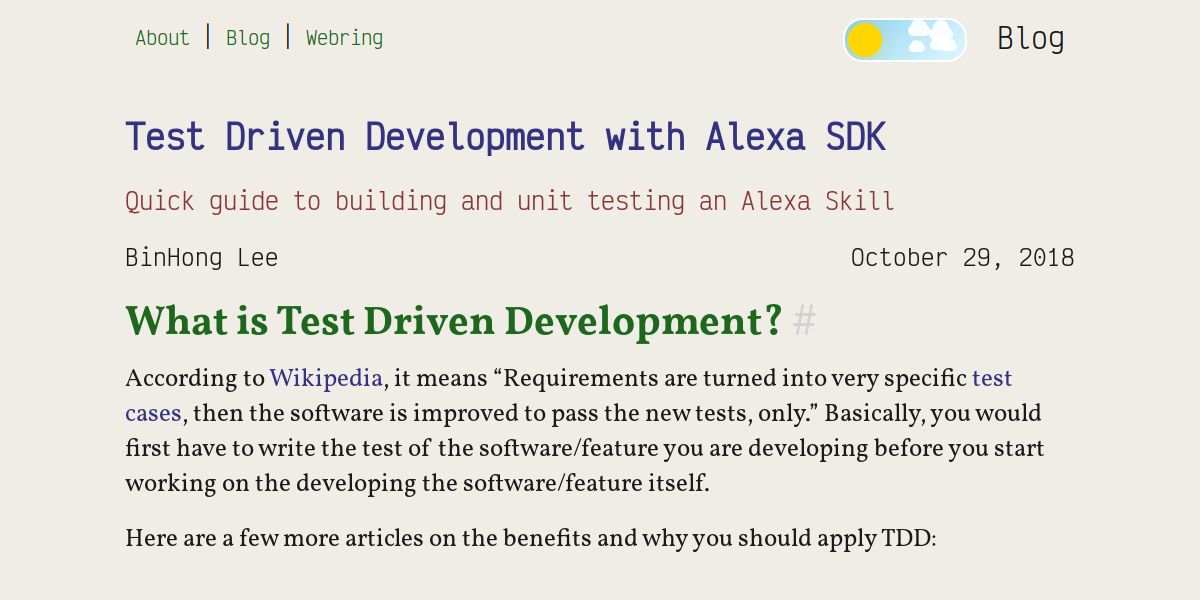 About | Blog | Webring
Blog
Test Driven Development with Alexa SDK
Quick guide to building and unit testing an Alexa Skill
BinHong Lee October 29, 2018
What is Test Driven Development? #
According to Wikipedia, it means “Requirements are turned into very specific test
cases, then the software is improved to pass the new tests, only.” Basically, you would
first have to write the test of the software/feature you are developing before you start
working on the developing the software/feature itself.
Here are a few more articles on the benefits and why you should apply TDD: